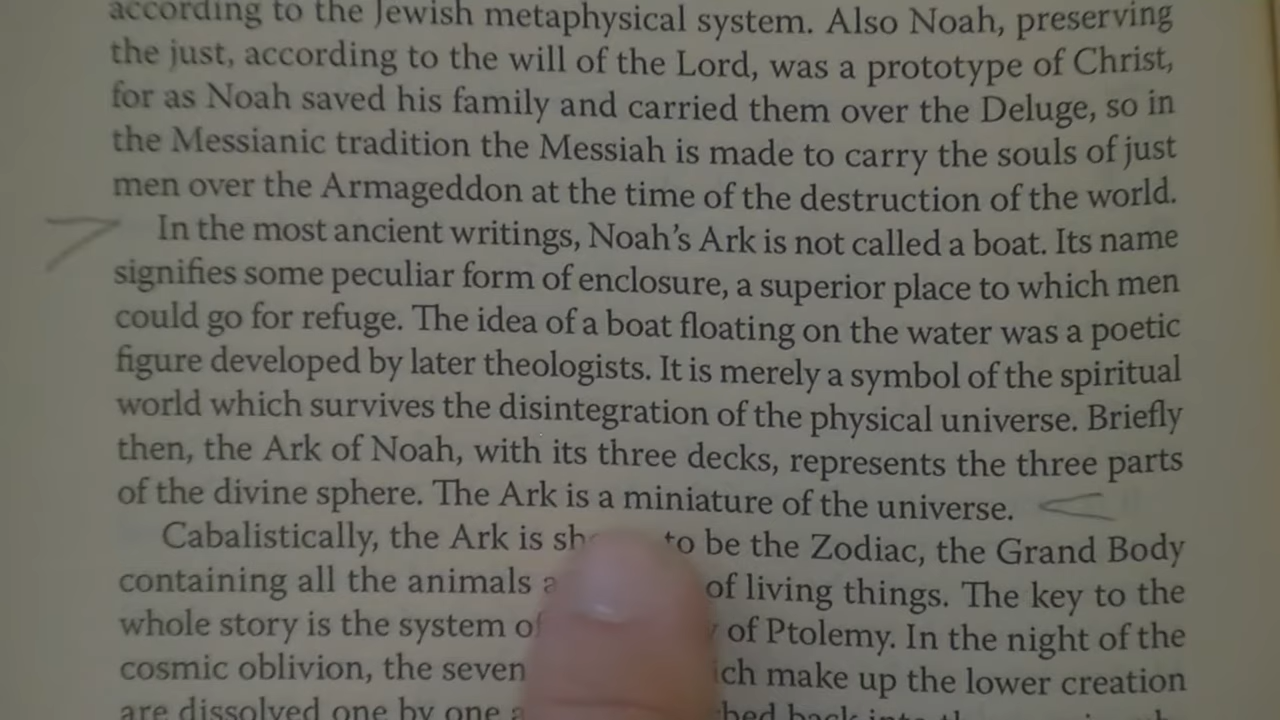 according to the Jewish metaphysical system. Also Noah, preserving
the just, according to the will of the Lord, was a prototype of Christ,
for as Noah saved his family and carried them over the Deluge, so in
the Messianic tradition the Messiah is made to carry the souls of just
men over the Armageddon at the time of the destruction of the world.
In the most ancient writings, Noah's Ark is not called a boat. Its name
signifies some peculiar form of enclosure, a superior place to which men
could go for refuge. The idea of a boat floating on the water was a poetic
figure developed by later theologists. It is merely a symbol of the spiritual
world which survives the disintegration of the physical universe. Briefly
then, the Ark of Noah, with its three decks, represents the three parts
of the divine sphere. The Ark is a miniature of the universe.
Cabalistically, the Ark is to be the Zodiac, the Grand Body
containing all the animals of living things. The key to the
whole story is the system of of Ptolemy. In the night of the
cosmic oblivion, the seven make up the lower creation
are dissolved one by one back into